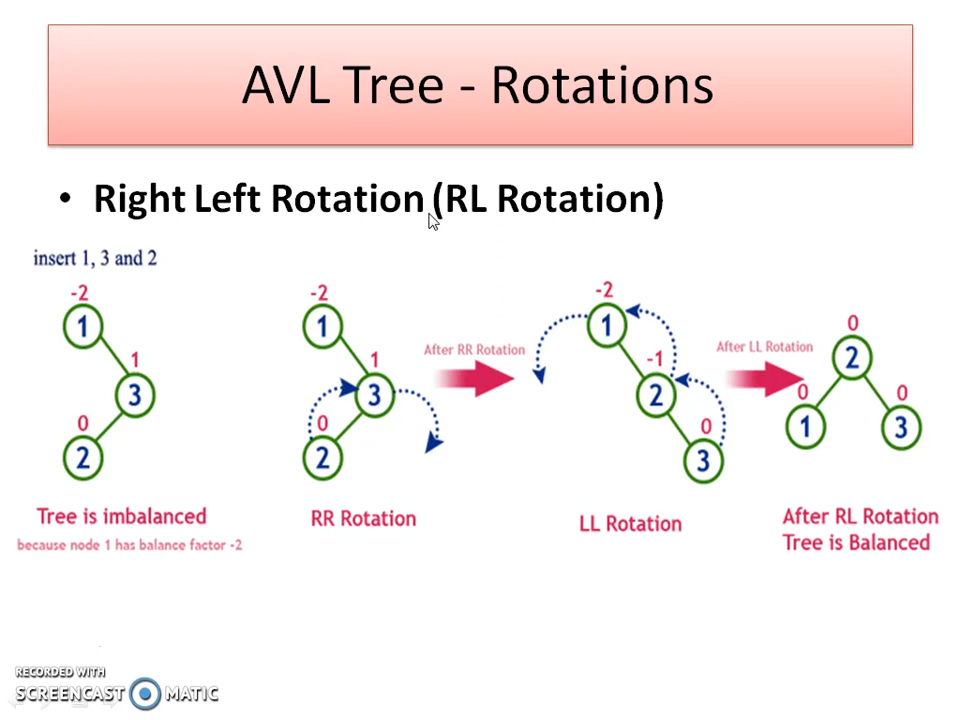 AVL Tree - Rotations
• Right Left Rotation (RL Rotation)
insert 1, 3 and 2
-2
1
1
3
0
2
Tree is imbalanced
because node 1 has balance factor -2
-2
1
1
3
0
2
RR Rotation
After RR Rotation
-2
1
-1
2
0
3
LL Rotation
After LL Rotation
0
2
0
1
0
3
After RL Rotation
Tree is Balanced
RECORDED WITH
SCREENCAST MATIC